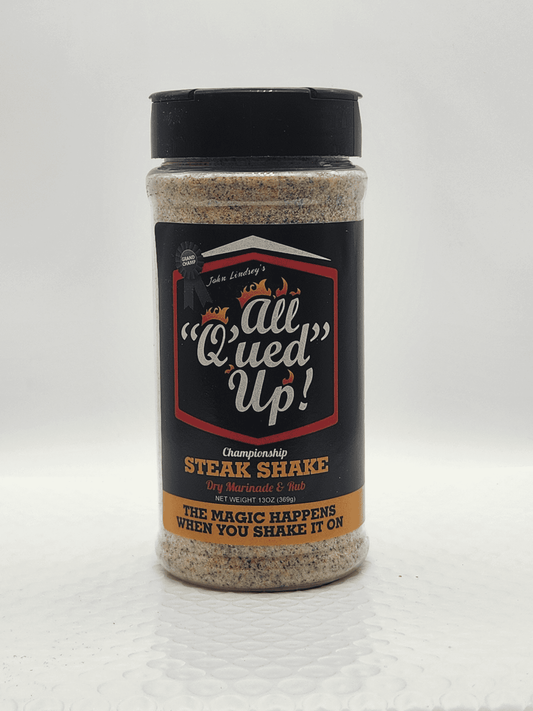 GRAND
CHAMP
John Lindsey's
All
"Q'ued"
Up!
Championship
STEAK SHAKE
Dry Marinade & Rub
NET WEIGHT 13OZ (369g)
THE MAGIC HAPPENS
WHEN YOU SHAKE IT ON